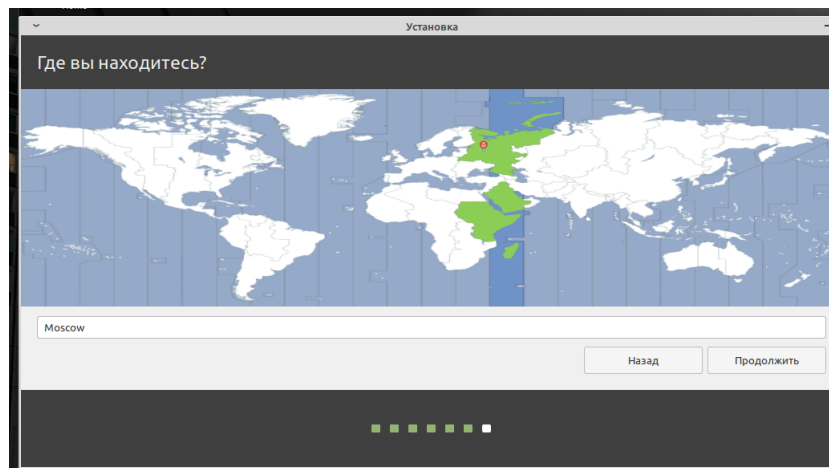 Установка
Где вы находитесь?
Moscow
Назад
Продолжить